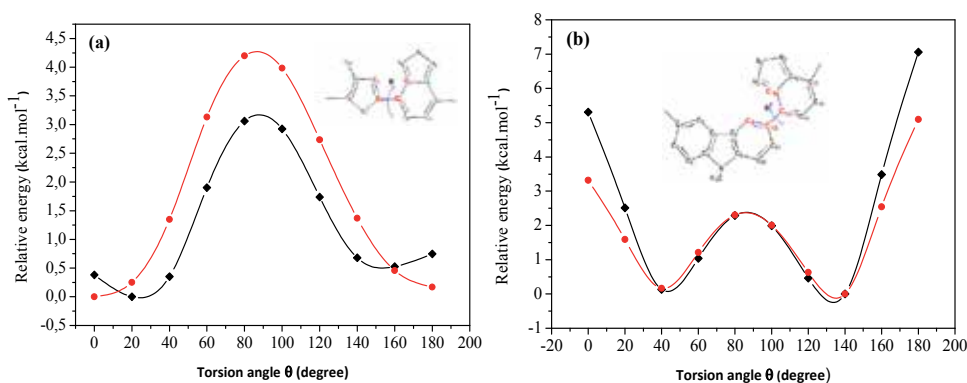 (a)
Relative energy (kcal.mol⁻¹)
4,5
4,0
3,5
3,0
2,5
2,0
1,5
1,0
0,5
0,0
-0,5
0 20 40 60 80 100 120 140 160 180 200
Torsion angle θ (degree)
(b)
Relative energy (kcal.mol⁻¹)
8
7
6
5
4
3
2
1
0
-1
-20 0 20 40 60 80 100 120 140 160 180 200
Torsion angle θ (degree)